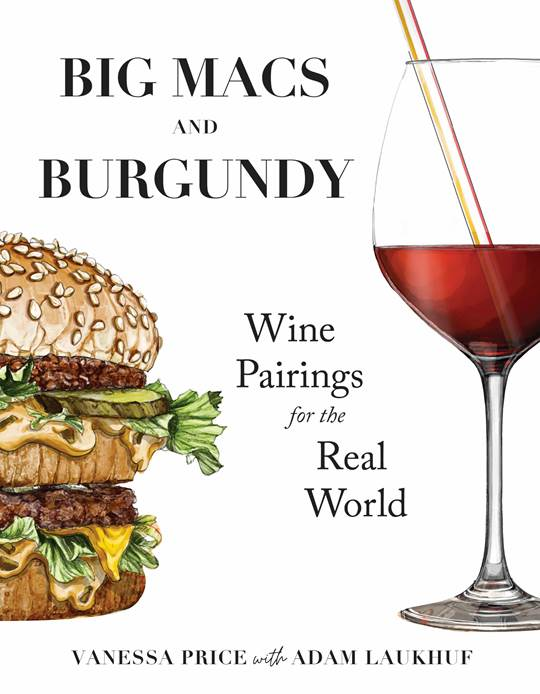 BIG MACS
AND
BURGUNDY
Wine
Pairings
for the
Real
World
VANESSA PRICE with ADAM LAUKHUF